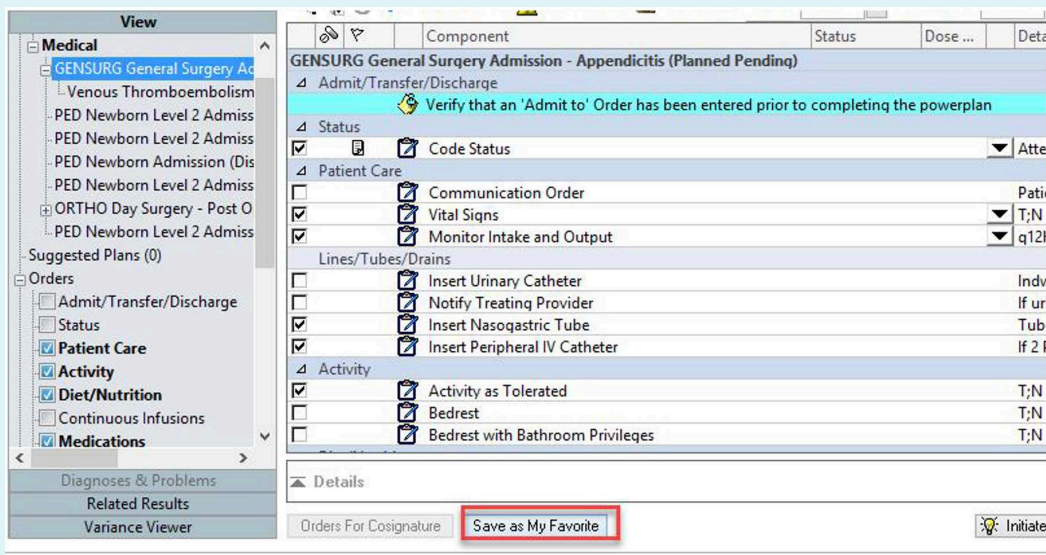 View
Medical
GENSURG General Surgery Ad
Venous Thromboembolism
PED Newborn Level 2 Admiss
PED Newborn Level 2 Admiss
PED Newborn Admission (Dis
PED Newborn Level 2 Admiss
ORTHO Day Surgery - Post O
PED Newborn Level 2 Admiss
Suggested Plans (0)
Orders
Admit/Transfer/Discharge
Status
Patient Care
Activity
Diet/Nutrition
Continuous Infusions
Medications
Diagnoses & Problems
Related Results
Variance Viewer
Component Status Dose ... Deta
GENSURG General Surgery Admission - Appendicitis (Planned Pending)
Admit/Transfer/Discharge
Verify that an 'Admit to' Order has been entered prior to completing the powerplan
Status
Code Status Atte
Patient Care
Communication Order Patie
Vital Signs T;N
Monitor Intake and Output q12H
Lines/Tubes/Drains
Insert Urinary Catheter Indw
Notify Treating Provider If ur
Insert Nasogastric Tube Tub
Insert Peripheral IV Catheter If 2 
Activity
Activity as Tolerated T;N
Bedrest T;N
Bedrest with Bathroom Privileges T;N
Details
Orders For Cosignature Save as My Favorite Initiate